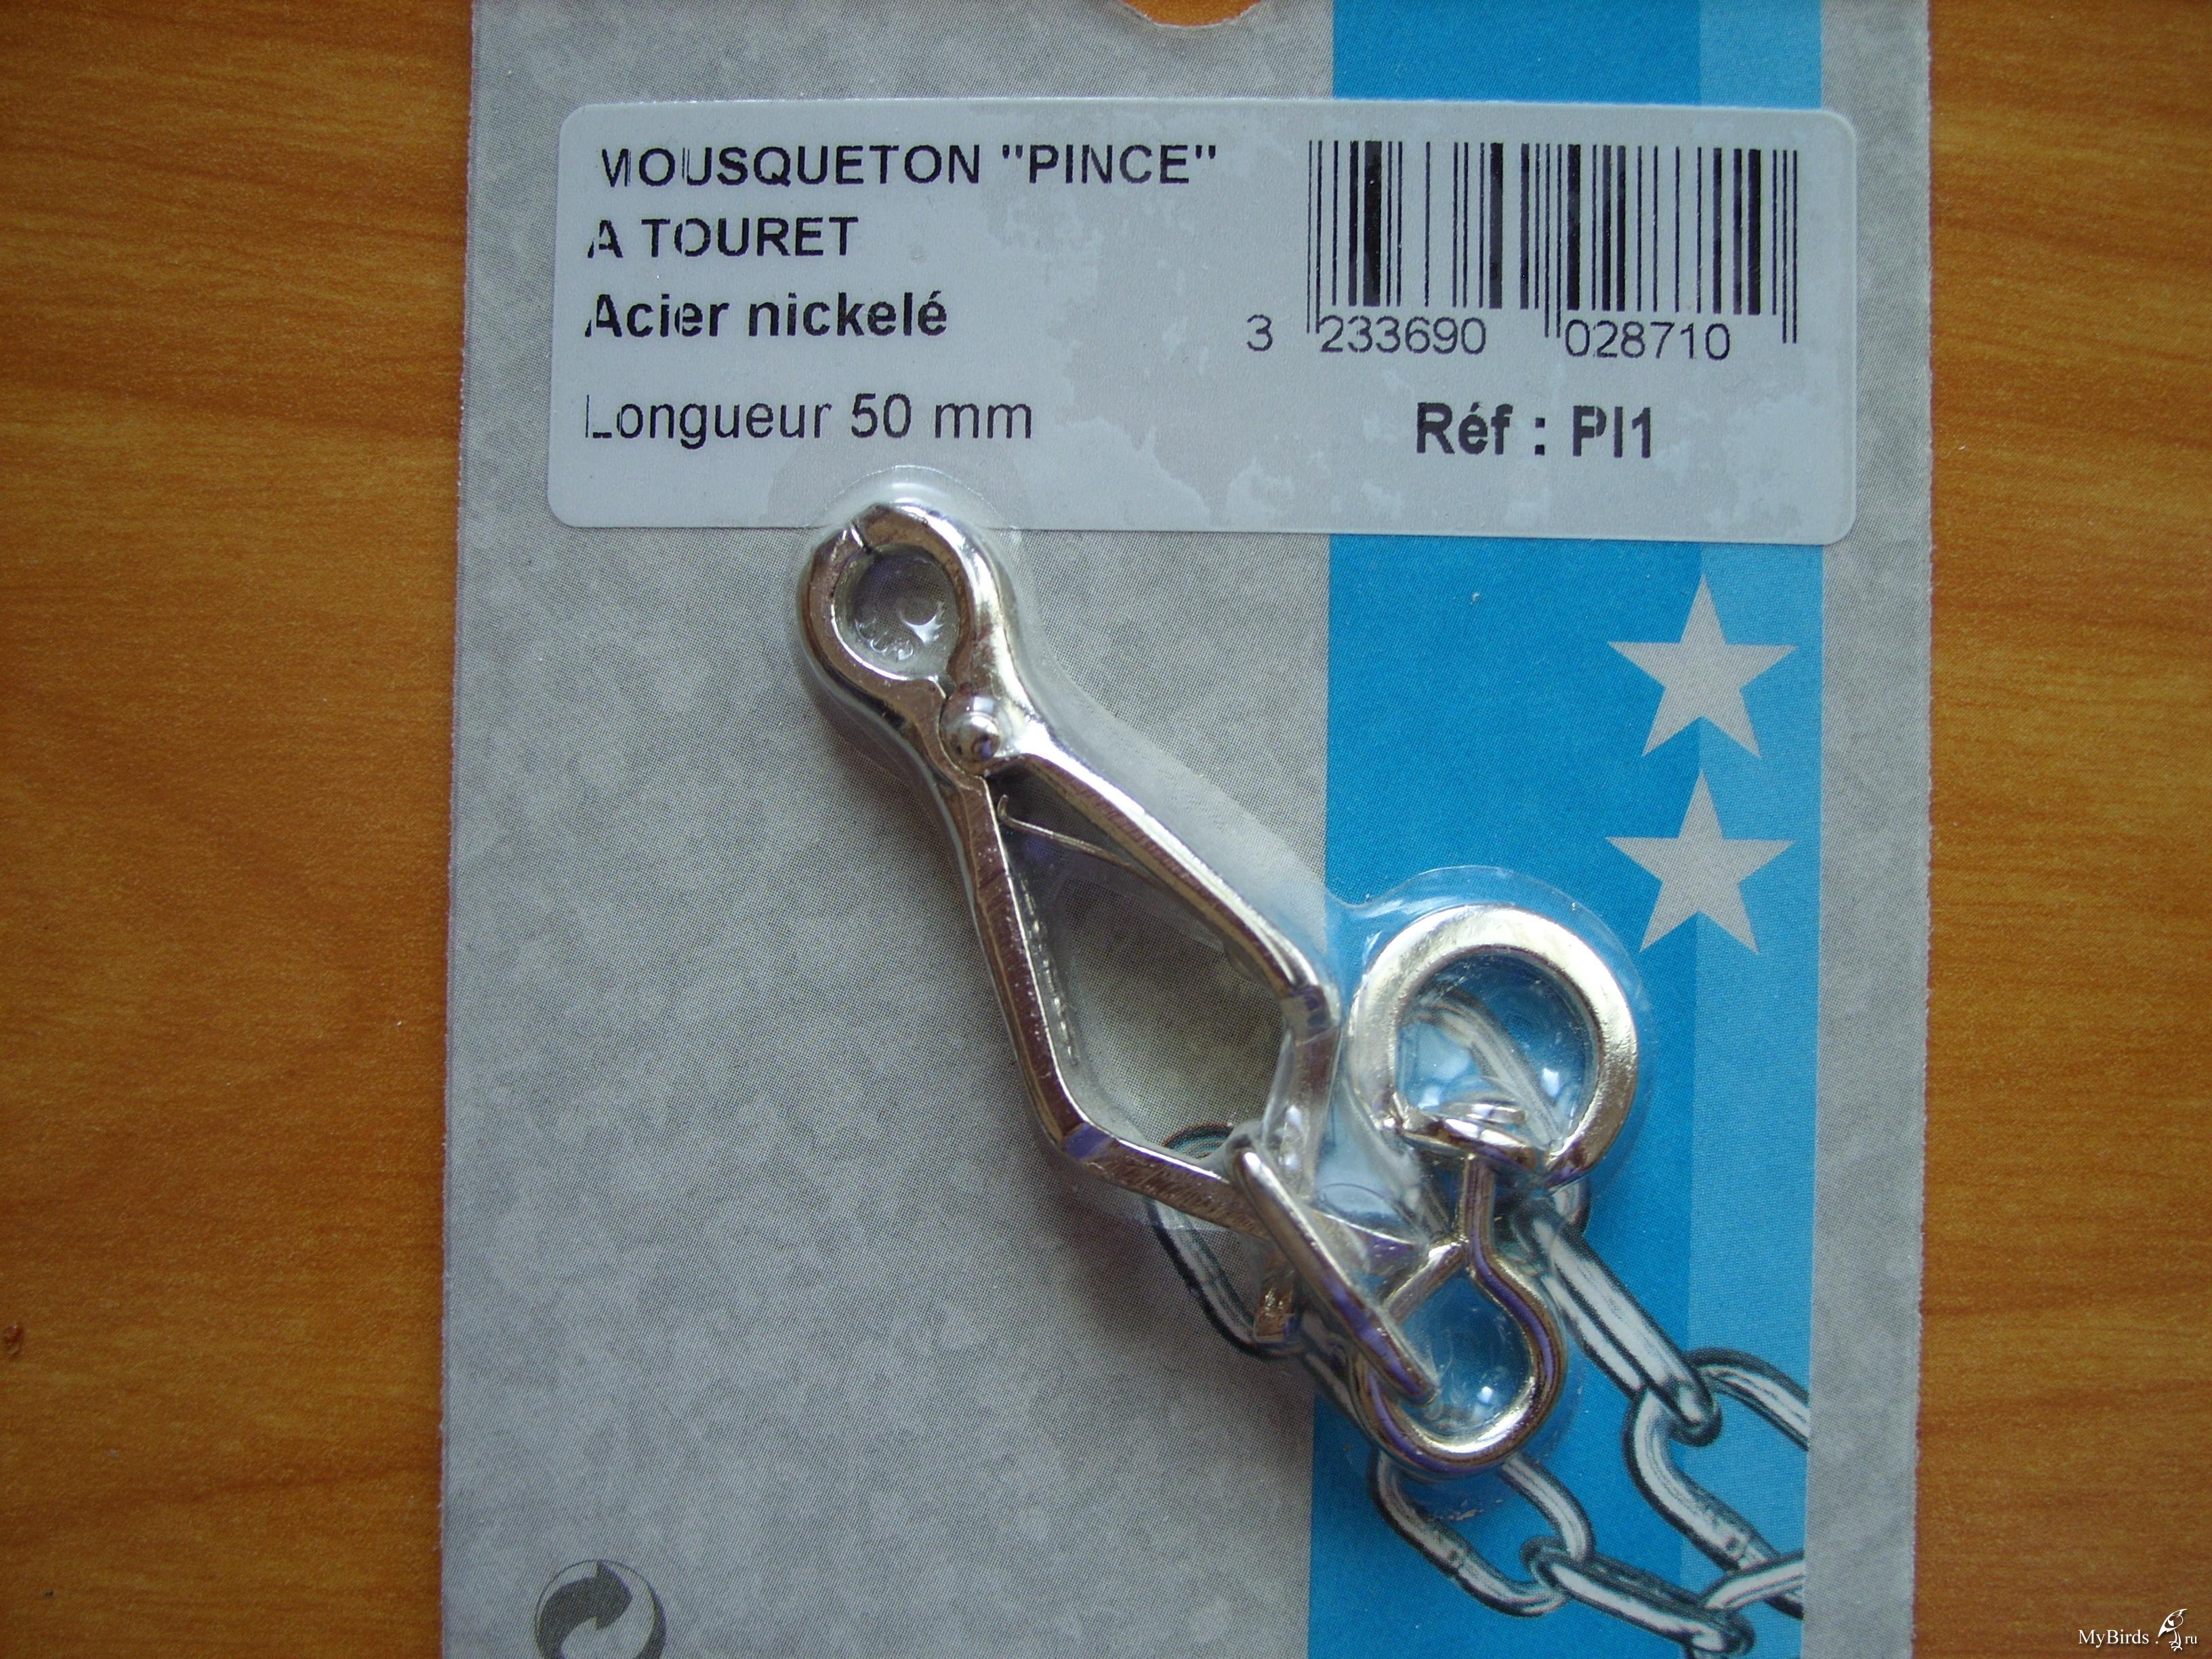 MOUSQUETON "PINCE"
A TOURET
Acier nickelé
Longueur 50 mm
3 233690 028710
Réf : PI1
MyBirds.ru